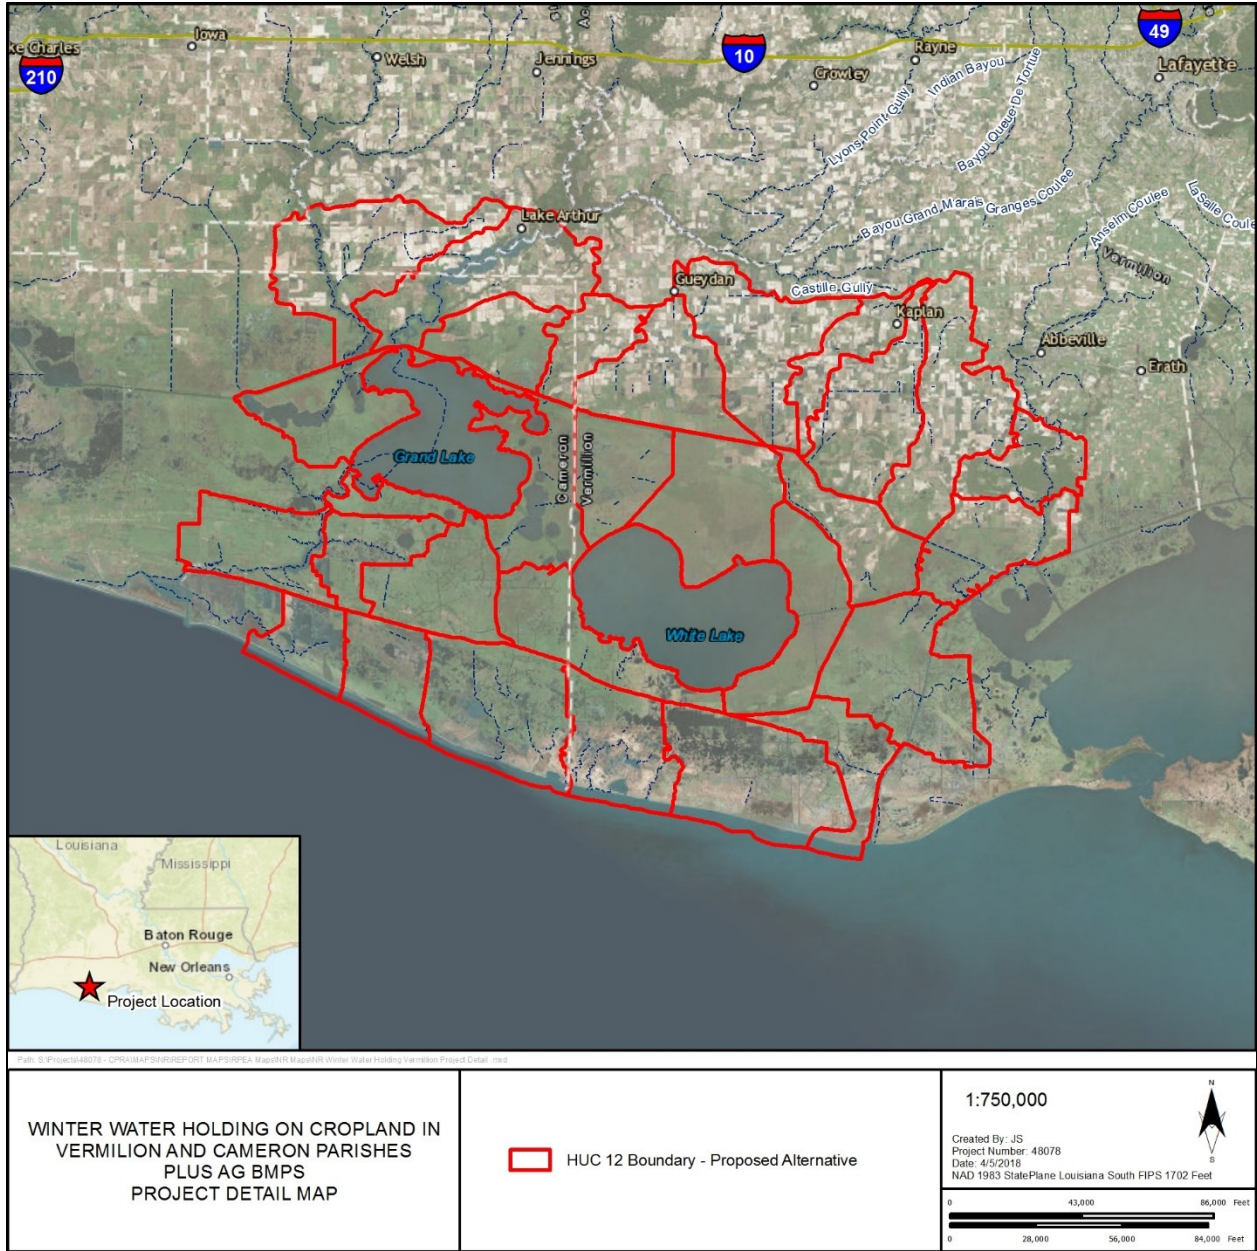 ke Charles
210
Iowa
Welsh
Jennings
10
Crowley
Rayne
49
Lafayette
Indian Bayou
Lyons Point Gully
Bayou Queue De Tortue
Bayou Grand Marais
Granges Coulee
Anselm Coulee
LaSalle Coule
Vermilion
Lake Arthur
Gueydan
Castille Gully
Kaplan
Abbeville
Erath
Grand Lake
Cameron
Vermilion
White Lake
Louisiana
Mississippi
Baton Rouge
New Orleans
Project Location
WINTER WATER HOLDING ON CROPLAND IN
VERMILION AND CAMERON PARISHES
PLUS AG BMPS
PROJECT DETAIL MAP
HUC 12 Boundary - Proposed Alternative
1:750,000
N
S
Created By: JS
Project Number: 48078
Date: 4/5/2018
NAD 1983 StatePlane Louisiana South FIPS 1702 Feet
0 43,000 86,000 Feet
0 28,000 56,000 84,000 Feet